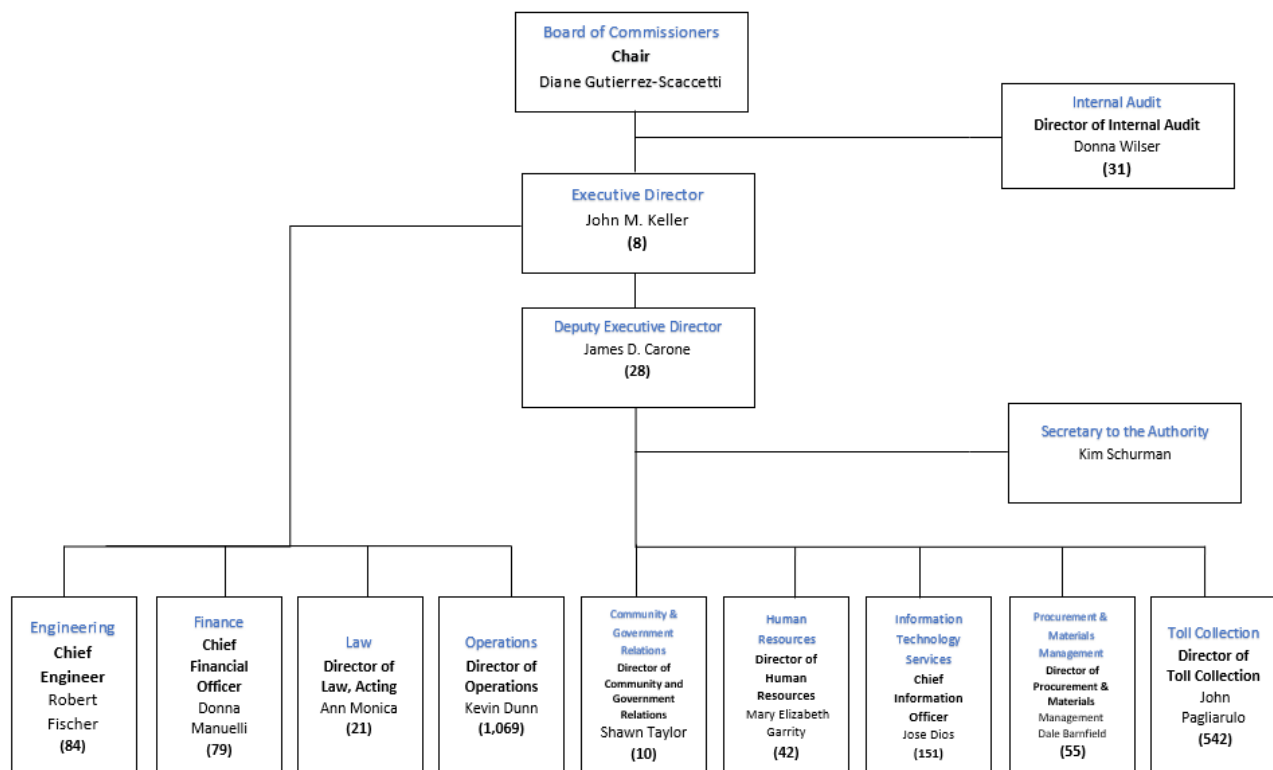 Board of Commissioners
Chair
Diane Gutierrez-Scaccetti
Internal Audit
Director of Internal Audit
Donna Wilser
(31)
Executive Director
John M. Keller
(8)
Deputy Executive Director
James D. Carone
(28)
Secretary to the Authority
Kim Schurman
Engineering
Chief
Engineer
Robert
Fischer
(84)
Finance
Chief
Financial
Officer
Donna
Manuelli
(79)
Law
Director of
Law, Acting
Ann Monica
(21)
Operations
Director of
Operations
Kevin Dunn
(1,069)
Community &
Government
Relations
Director of
Community and
Government
Relations
Shawn Taylor
(10)
Human
Resources
Director of
Human
Resources
Mary Elizabeth
Garrity
(42)
Information
Technology
Services
Chief
Information
Officer
Jose Dios
(151)
Procurement &
Materials
Management
Director of
Procurement &
Materials
Management
Dale Barnfield
(55)
Toll Collection
Director of
Toll Collection
John
Pagliarulo
(542)